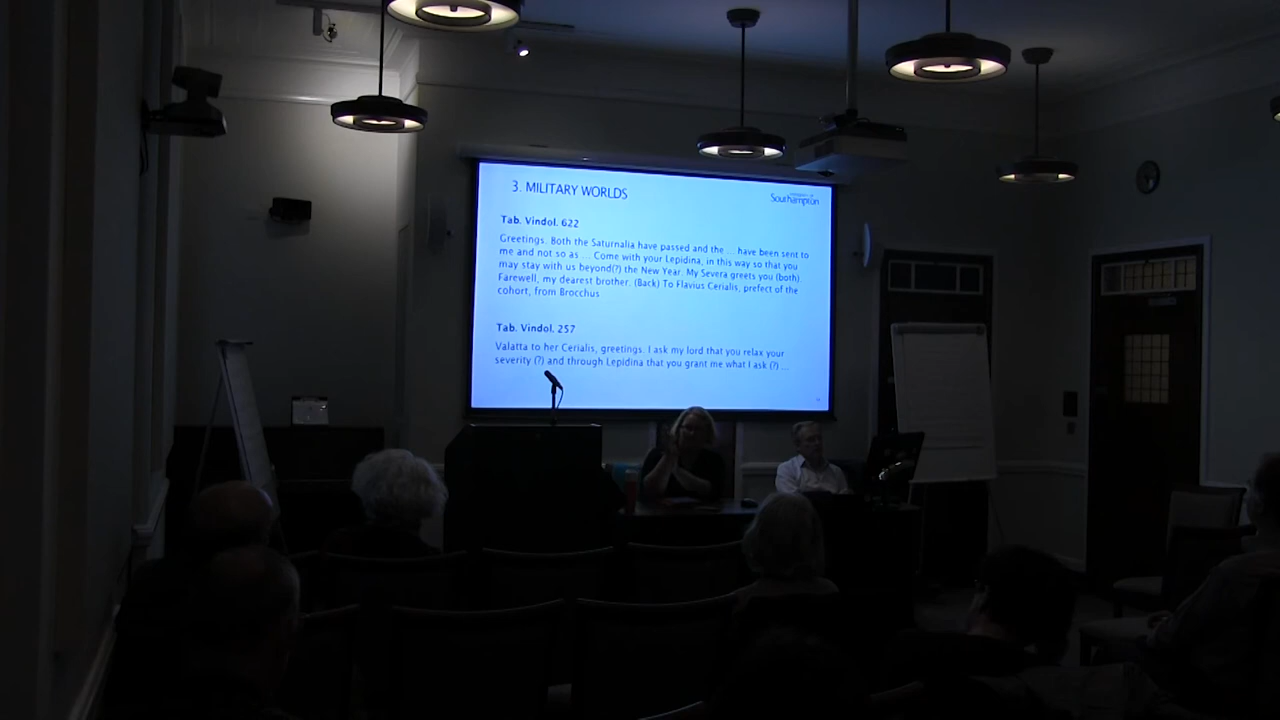 3. MILITARY WORLDS
Southampton
Tab. Vindol. 622
Greetings. Both the Saturnalia have passed and the ... have been sent to
me and not so as .... Come with your Lepidina, in this way so that you
may stay with us beyond(?) the New Year. My Severa greets you (both).
Farewell, my dearest brother. (Back) To Flavius Cerialis, prefect of the
cohort, from Brocchus
Tab. Vindol. 257
Valatta to her Cerialis, greetings. I ask my lord that you relax your
severity (?) and through Lepidina that you grant me what I ask (?) ...